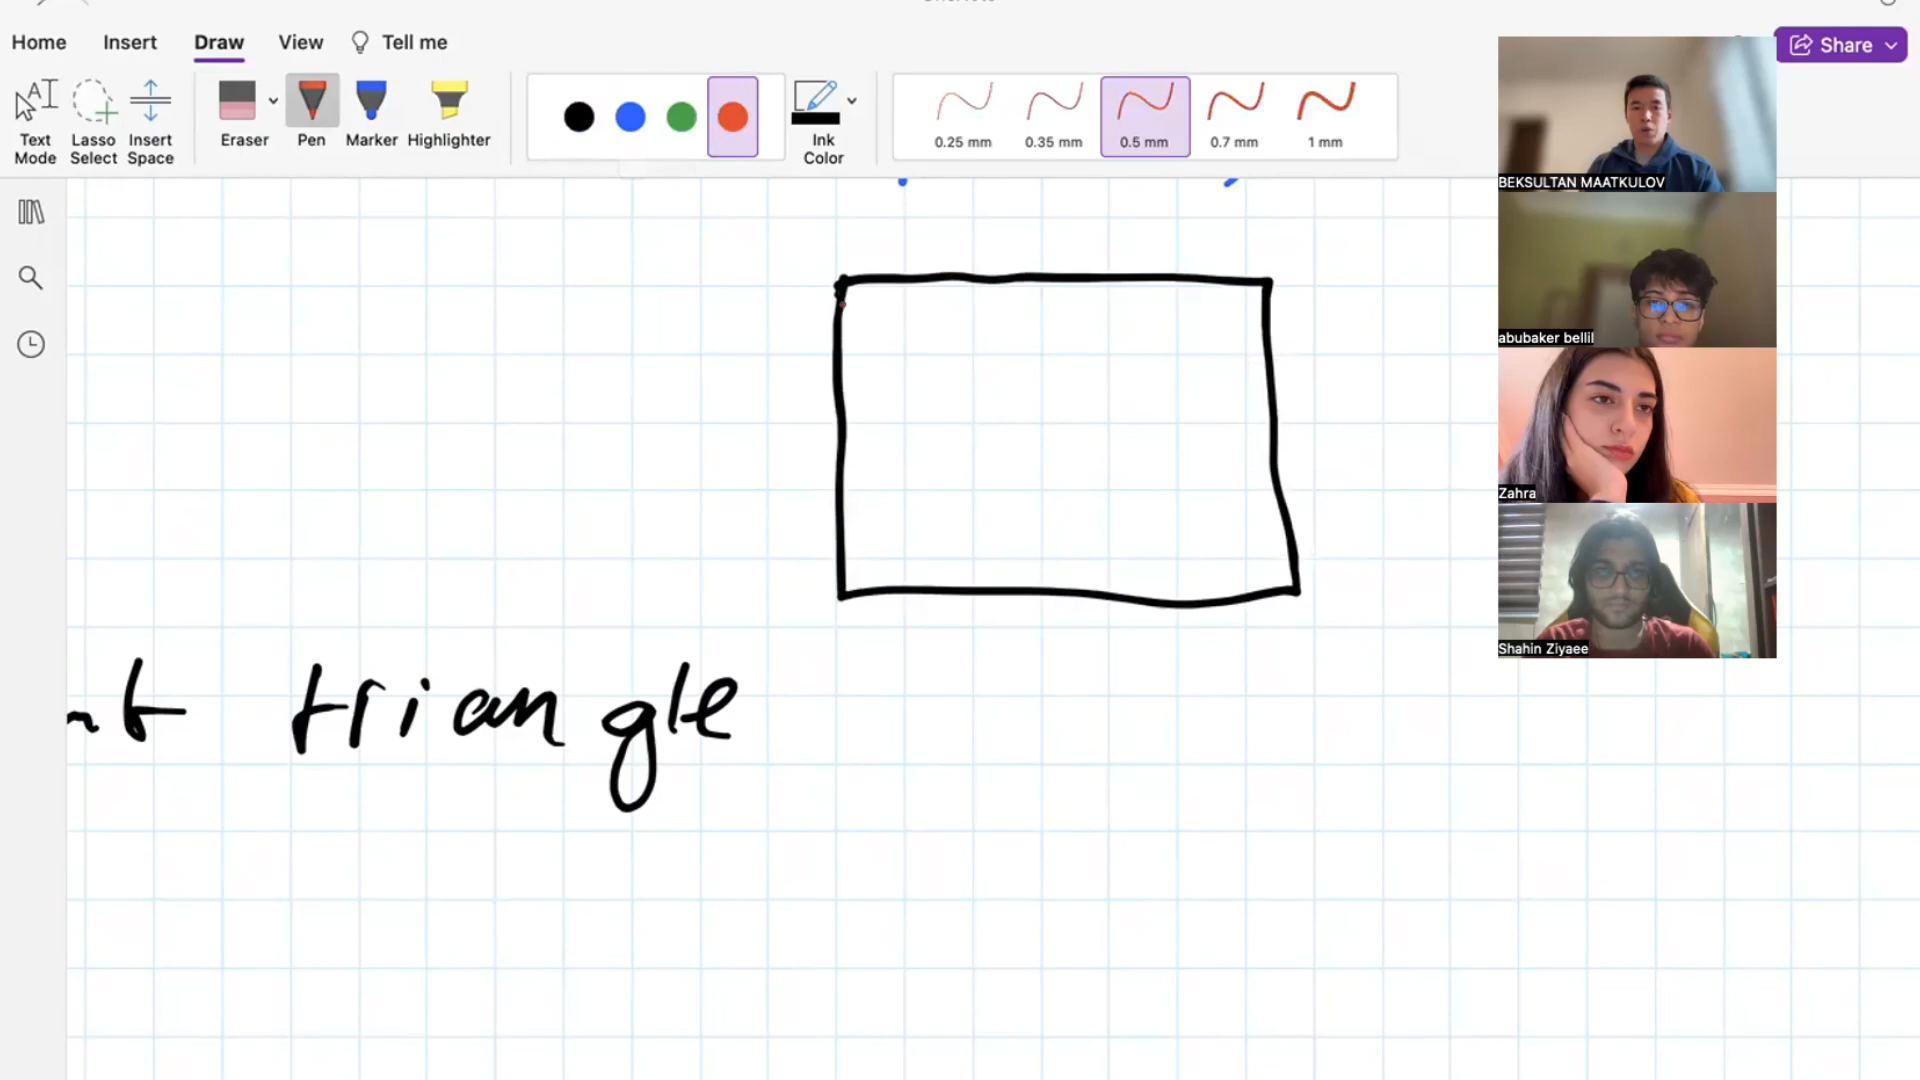 Home Insert Draw View Tell me
Share
Text Mode
Lasso Select
Insert Space
Eraser
Pen
Marker
Highlighter
Ink Color
0.25 mm
0.35 mm
0.5 mm
0.7 mm
1 mm
BEKSULTAN MAATKULOV
abubaker bellil
Zahra
Shahin Ziyaee
triangle